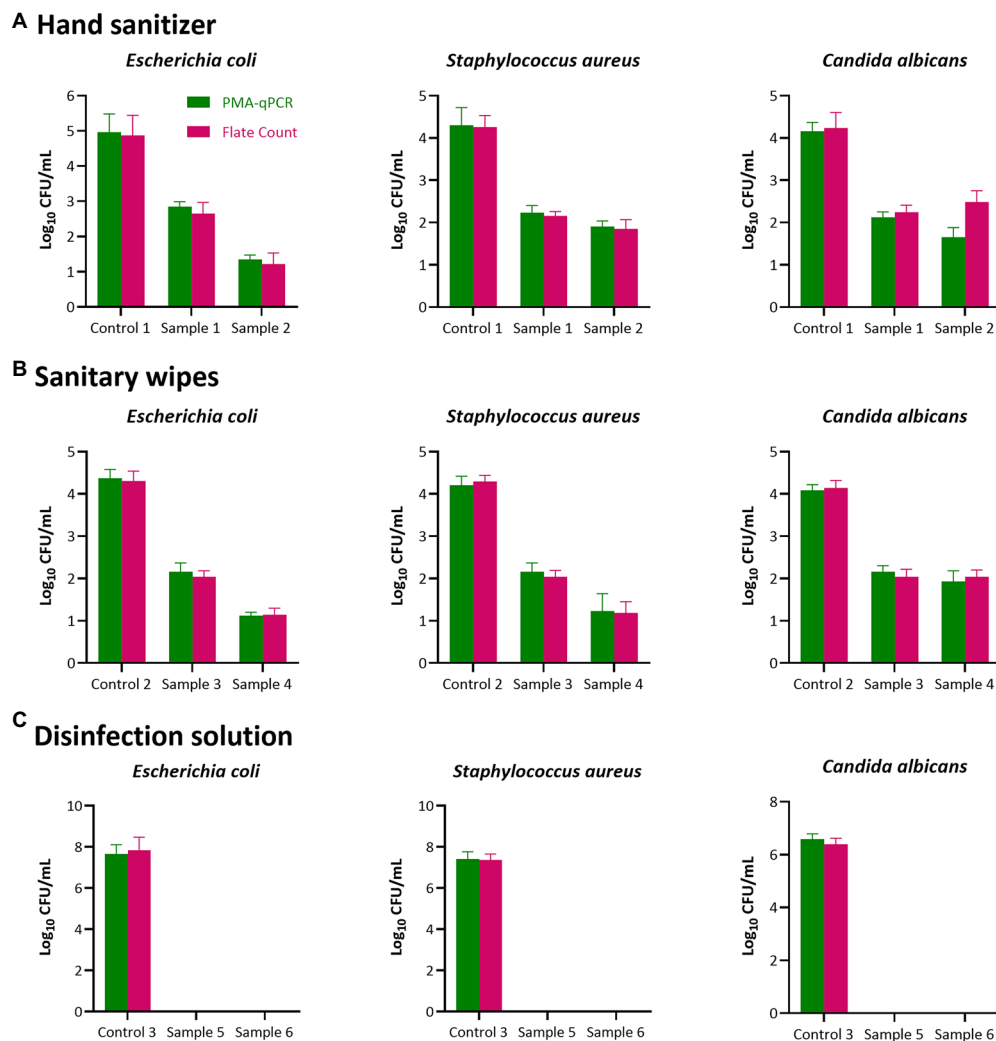 A Hand sanitizer
Escherichia coli
Staphylococcus aureus
Candida albicans
PMA-qPCR
Flate Count
Log10 CFU/mL
6
5
4
3
2
1
0
Control 1 Sample 1 Sample 2
Log10 CFU/mL
5
4
3
2
1
0
Control 1 Sample 1 Sample 2
Log10 CFU/mL
5
4
3
2
1
0
Control 1 Sample 1 Sample 2
B Sanitary wipes
Escherichia coli
Staphylococcus aureus
Candida albicans
Log10 CFU/mL
5
4
3
2
1
0
Control 2 Sample 3 Sample 4
Log10 CFU/mL
5
4
3
2
1
0
Control 2 Sample 3 Sample 4
Log10 CFU/mL
5
4
3
2
1
0
Control 2 Sample 3 Sample 4
C Disinfection solution
Escherichia coli
Staphylococcus aureus
Candida albicans
Log10 CFU/mL
10
8
6
4
2
0
Control 3 Sample 5 Sample 6
Log10 CFU/mL
10
8
6
4
2
0
Control 3 Sample 5 Sample 6
Log10 CFU/mL
8
6
4
2
0
Control 3 Sample 5 Sample 6